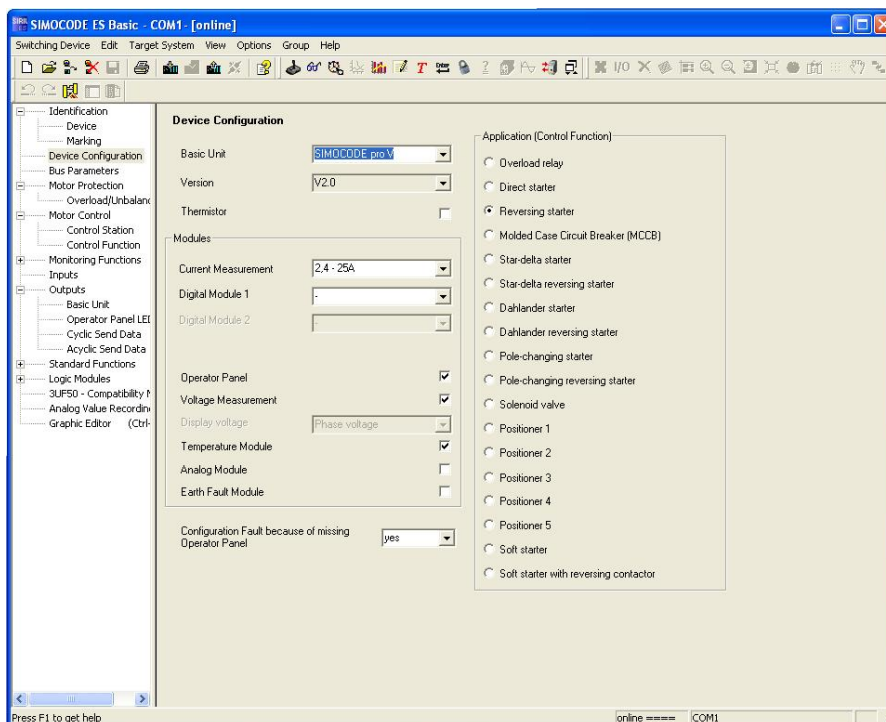 SIMOCODE ES Basic - COM1 - [online]
Switching Device Edit Target System View Options Group Help
Identification
Device
Marking
Device Configuration
Bus Parameters
Motor Protection
Overload/Unbalanc
Motor Control
Control Station
Control Function
Monitoring Functions
Inputs
Outputs
Basic Unit
Operator Panel LED
Cyclic Send Data
Acyclic Send Data
Standard Functions
Logic Modules
3UF50 - Compatibility M
Analog Value Recordin
Graphic Editor (Ctrl-
Device Configuration
Basic Unit SIMOCODE pro V
Version V2.0
Thermistor
Modules
Current Measurement 2,4 - 25A
Digital Module 1 -
Digital Module 2 -
Operator Panel
Voltage Measurement
Display voltage Phase voltage
Temperature Module
Analog Module
Earth Fault Module
Configuration Fault because of missing
Operator Panel yes
Application (Control Function)
Overload relay
Direct starter
Reversing starter
Molded Case Circuit Breaker (MCCB)
Star-delta starter
Star-delta reversing starter
Dahlander starter
Dahlander reversing starter
Pole-changing starter
Pole-changing reversing starter
Solenoid valve
Positioner 1
Positioner 2
Positioner 3
Positioner 4
Positioner 5
Soft starter
Soft starter with reversing contactor
Press F1 to get help online ==== COM1